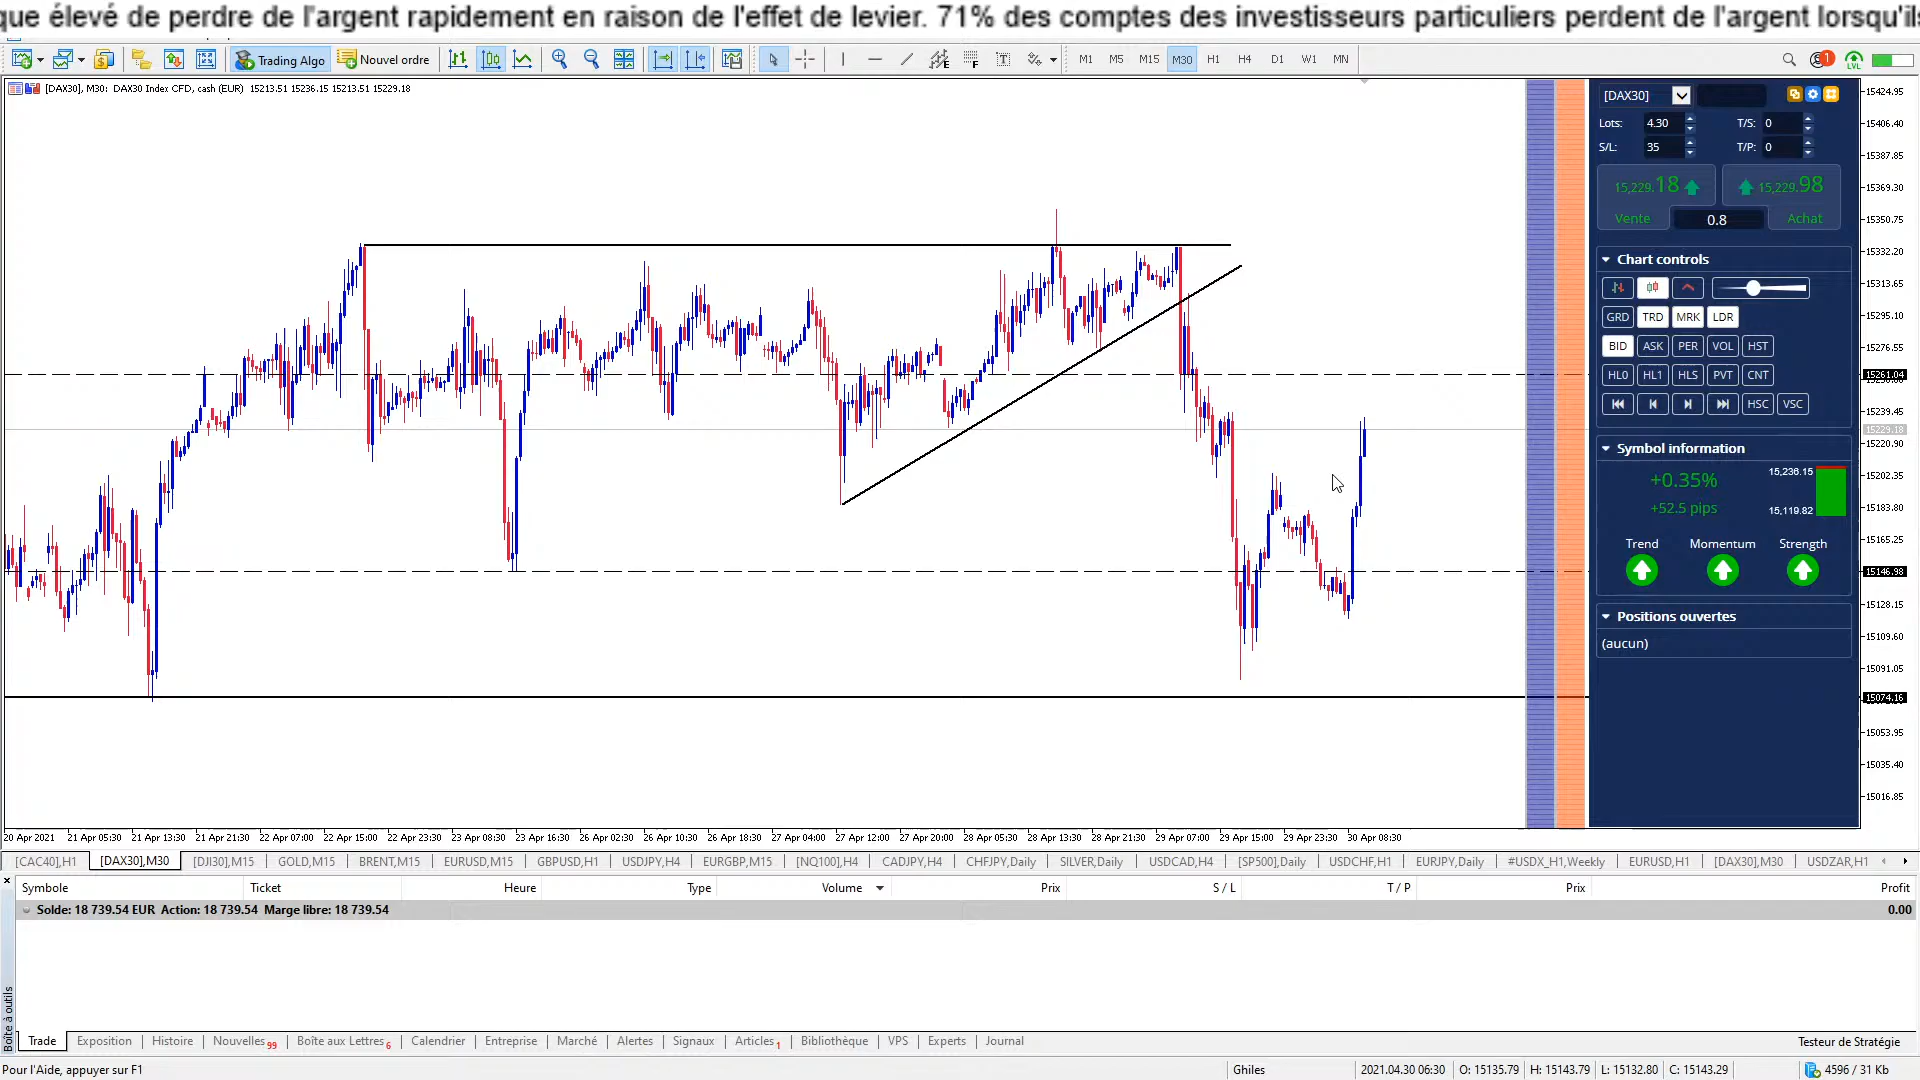 que élevé de perdre de l'argent rapidement en raison de l'effet de levier. 71% des comptes des investisseurs particuliers perdent de l'argent lorsqu'ils
Trading Algo Nouvel ordre M1 M5 M15 M30 H1 H4 D1 W1 MN 1 LVL
[DAX30], M30: DAX30 Index CFD, cash (EUR) 15213.51 15236.15 15213.51 15229.18
[DAX30]
Lots: 4.30 T/S: 0
S/L: 35 T/P: 0
15,229.18 15,229.98
Vente 0.8 Achat
Chart controls
GRD TRD MRK LDR
BID ASK PER VOL HST
HL0 HL1 HLS PVT CNT
HSC VSC
Symbol information
+0.35% 15,236.15
+52.5 pips 15,119.82
Trend Momentum Strength
Positions ouvertes
(aucun)
15424.95
15406.40
15387.85
15369.30
15350.75
15332.20
15313.65
15295.10
15276.55
15261.04
15239.45
15229.18
15220.90
15202.35
15183.80
15165.25
15146.98
15128.15
15109.60
15091.05
15074.16
15053.95
15035.40
15016.85
20 Apr 2021 21 Apr 05:30 21 Apr 13:30 21 Apr 21:30 22 Apr 07:00 22 Apr 15:00 22 Apr 23:30 23 Apr 08:30 23 Apr 16:30 26 Apr 02:30 26 Apr 10:30 26 Apr 18:30 27 Apr 04:00 27 Apr 12:00 27 Apr 20:00 28 Apr 05:30 28 Apr 13:30 28 Apr 21:30 29 Apr 07:00 29 Apr 15:00 29 Apr 23:30 30 Apr 08:30
[CAC40],H1 [DAX30],M30 [DJI30],M15 GOLD,M15 BRENT,M15 EURUSD,M15 GBPUSD,H1 USDJPY,H4 EURGBP,M15 [NQ100],H4 CADJPY,H4 CHFJPY,Daily SILVER,Daily USDCAD,H4 [SP500],Daily USDCHF,H1 EURJPY,Daily #USDX_H1,Weekly EURUSD,H1 [DAX30],M30 USDZAR,H1
Symbole Ticket Heure Type Volume Prix S / L T / P Prix Profit
Solde: 18 739.54 EUR Action: 18 739.54 Marge libre: 18 739.54 0.00
Boîte à outils
Trade Exposition Histoire Nouvelles 99 Boîte aux Lettres 6 Calendrier Entreprise Marché Alertes Signaux Articles 1 Bibliothèque VPS Experts Journal Testeur de Stratégie
Pour l'Aide, appuyer sur F1 Ghiles 2021.04.30 06:30 O: 15135.79 H: 15143.79 L: 15132.80 C: 15143.29 4596 / 31 Kb